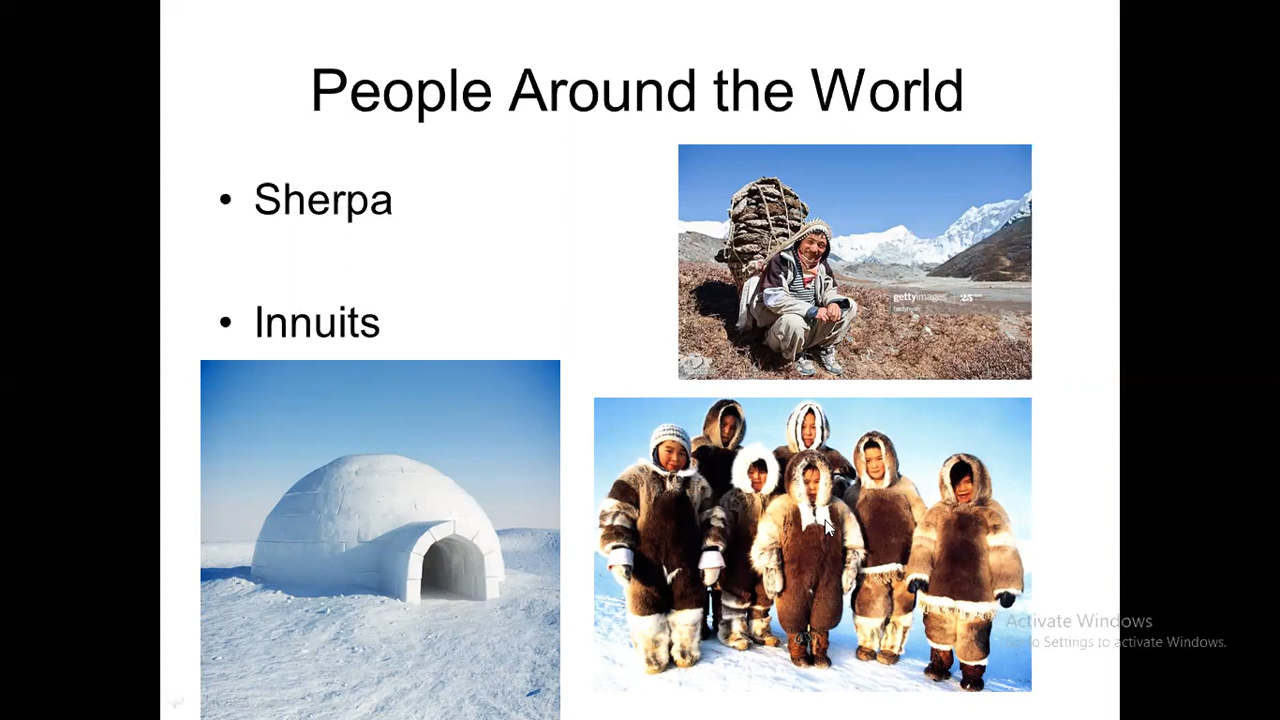 People Around the World
• Sherpa
gettyimages
• Innuits
Activate Windows
Go to Settings to activate Windows.